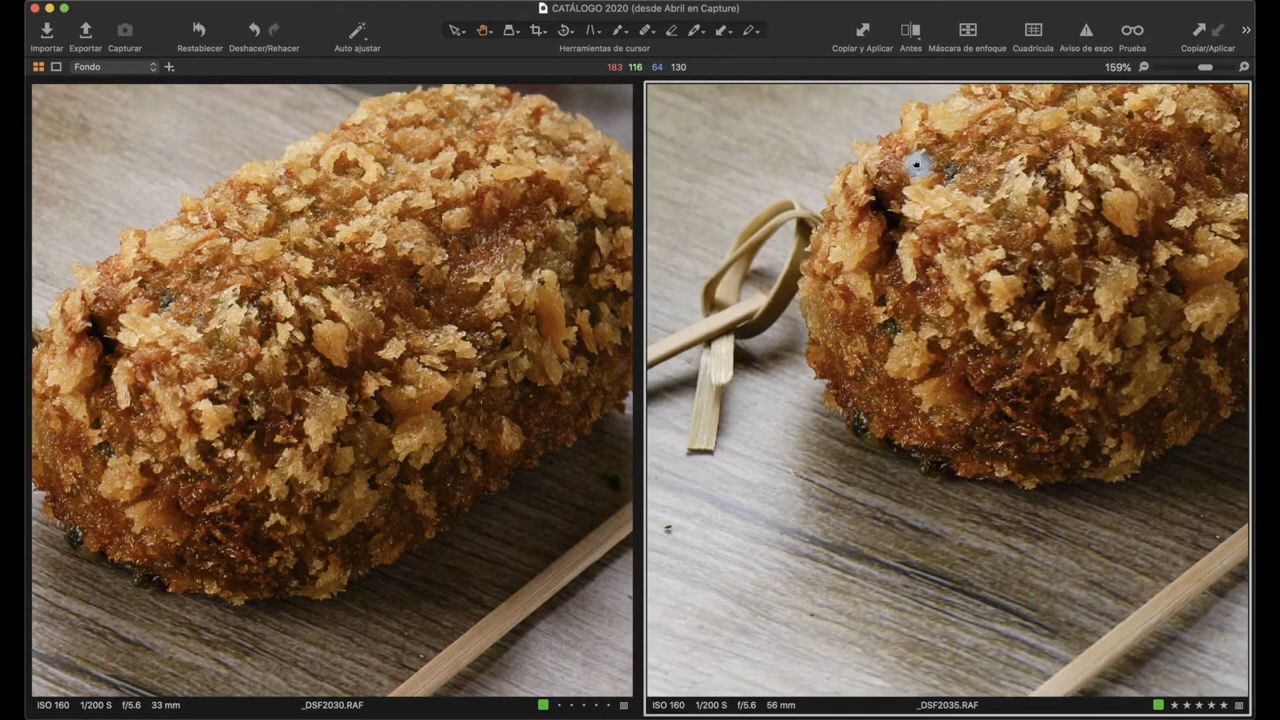 CATÁLOGO 2020 (desde Abril en Capture)
Importar Exportar Capturar Restablecer Deshacer/Rehacer Auto ajustar Herramientas de cursor Copiar y Aplicar Antes Máscara de enfoque Cuadrícula Aviso de expo Prueba Copiar/Aplicar
Fondo 183 116 64 130 159%
ISO 160 1/200 S f/5.6 33 mm _DSF2030.RAF
ISO 160 1/200 S f/5.6 56 mm _DSF2035.RAF